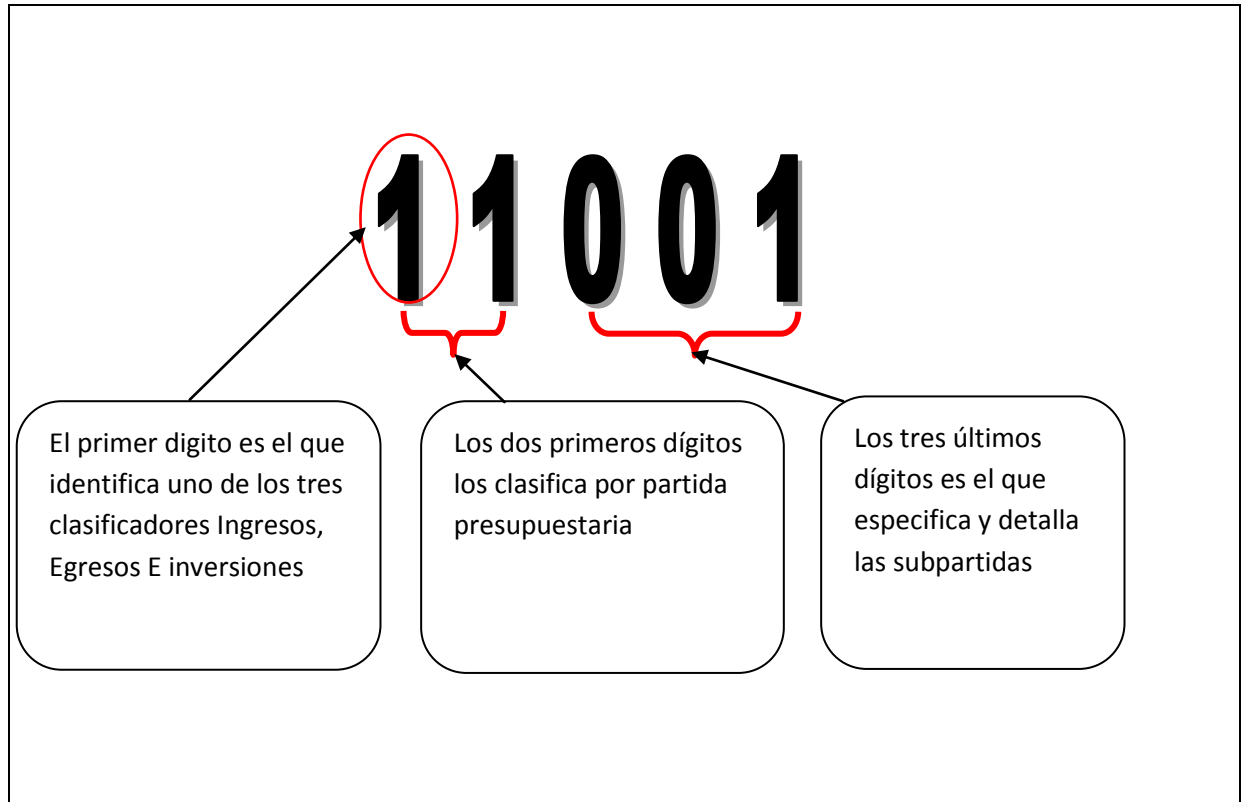 11001
El primer digito es el que
identifica uno de los tres
clasificadores Ingresos,
Egresos E inversiones
Los dos primeros dígitos
los clasifica por partida
presupuestaria
Los tres últimos
dígitos es el que
especifica y detalla
las subpartidas